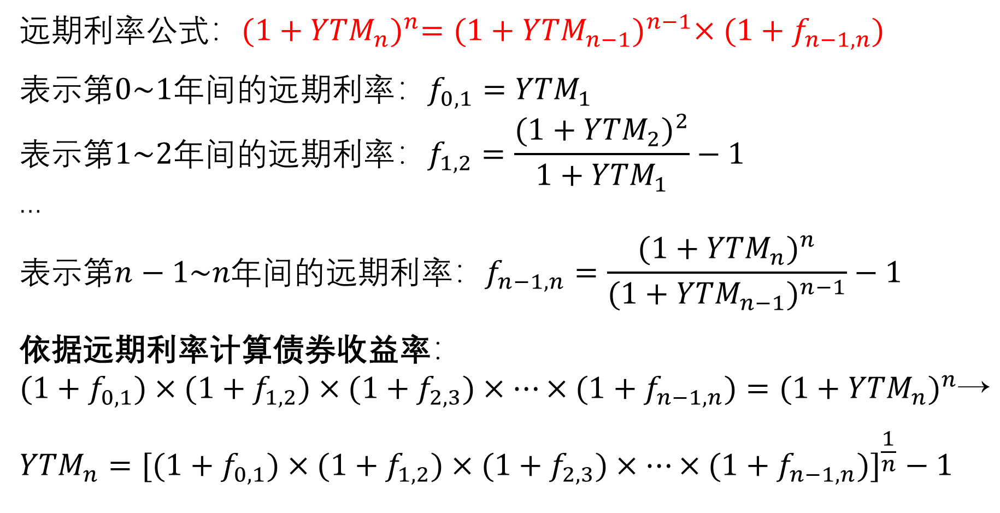 远期利率公式：$(1+YTM_n)^n=(1+YTM_{n-1})^{n-1}\times(1+f_{n-1,n})$
表示第0~1年间的远期利率：$f_{0,1}=YTM_1$
表示第1~2年间的远期利率：$f_{1,2}=\frac{(1+YTM_2)^2}{1+YTM_1}-1$
…
表示第$n-1$~$n$年间的远期利率：$f_{n-1,n}=\frac{(1+YTM_n)^n}{(1+YTM_{n-1})^{n-1}}-1$
依据远期利率计算债券收益率：
$(1+f_{0,1})\times(1+f_{1,2})\times(1+f_{2,3})\times\cdots\times(1+f_{n-1,n})=(1+YTM_n)^n\rightarrow$
$YTM_n=[(1+f_{0,1})\times(1+f_{1,2})\times(1+f_{2,3})\times\cdots\times(1+f_{n-1,n})]^{\frac{1}{n}}-1$